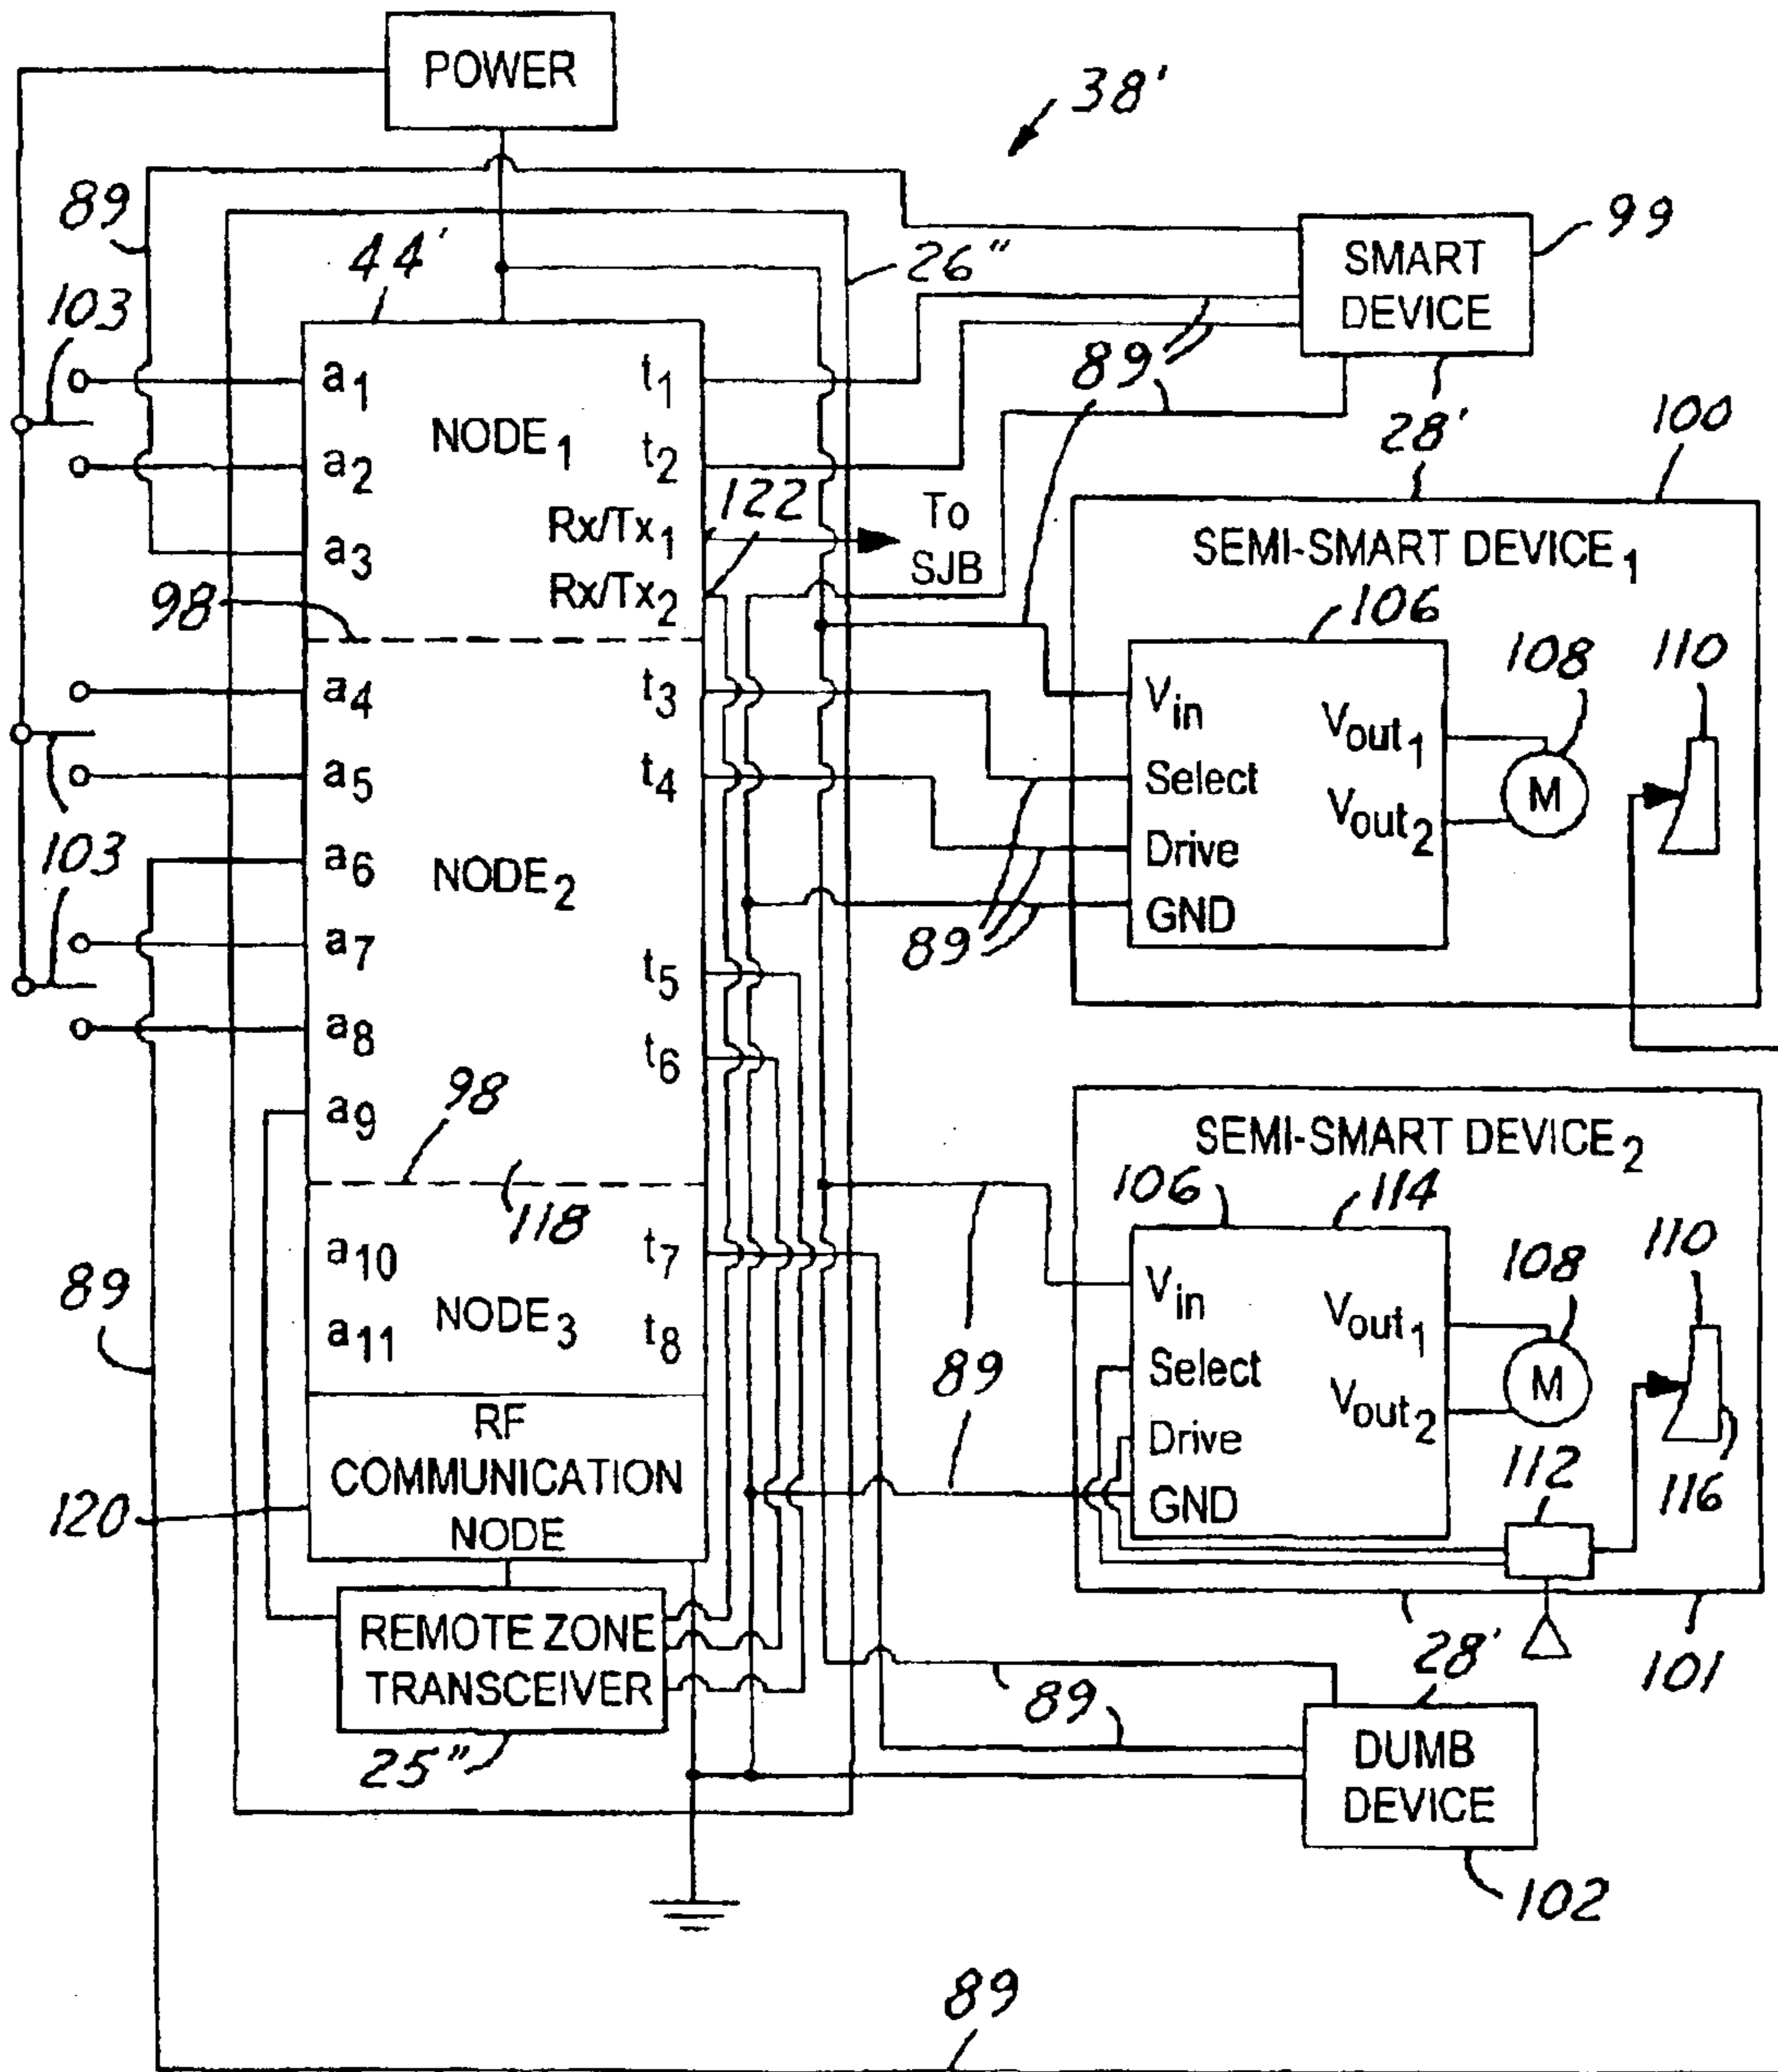 POWER
38'
89
44'
26"
99
SMART
DEVICE
103
a1
t1
89
28'
100
NODE1
a2
t2
122
To
SJB
Rx/Tx1
a3
Rx/Tx2
98
SEMI-SMART DEVICE1
106
108
110
a4
t3
Vin
Vout1
a5
t4
Select
M
Vout2
103
a6
NODE2
Drive
GND
89
a7
t5
a8
t6
98
a9
118
SEMI-SMART DEVICE2
89
106
114
108
110
a10
t7
Vin
Vout1
89
NODE3
a11
t8
Select
M
89
Vout2
Drive
112
116
RF
COMMUNICATION
NODE
89
GND
120
REMOTE ZONE
TRANSCEIVER
25"
28'
101
89
89
DUMB
DEVICE
102
89